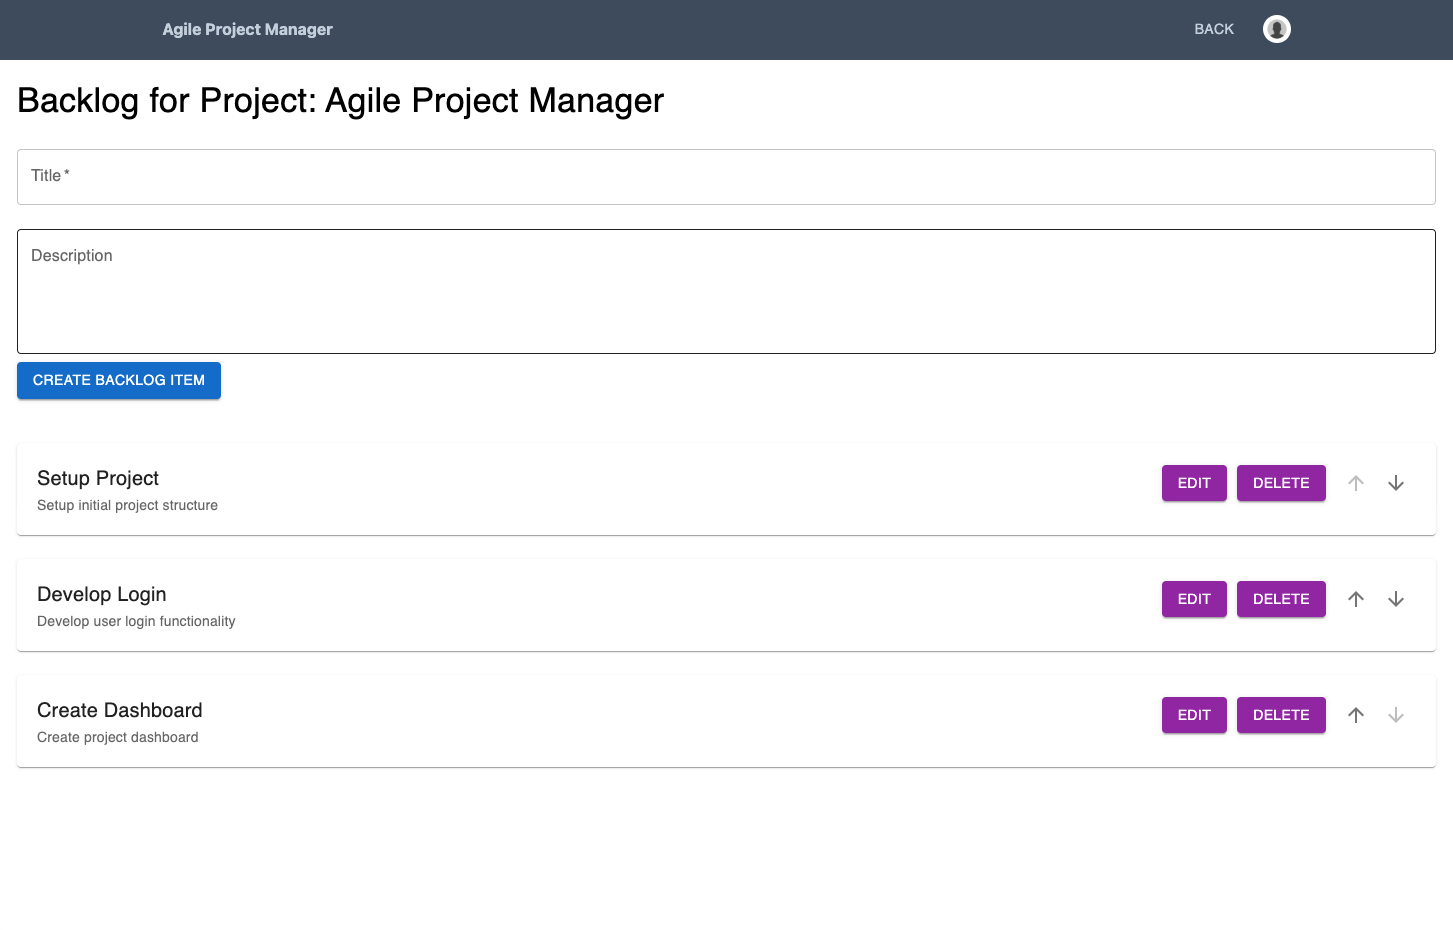 Agile Project Manager
BACK
Backlog for Project: Agile Project Manager
Title *
Description
CREATE BACKLOG ITEM
Setup Project
Setup initial project structure
EDIT
DELETE
Develop Login
Develop user login functionality
EDIT
DELETE
Create Dashboard
Create project dashboard
EDIT
DELETE